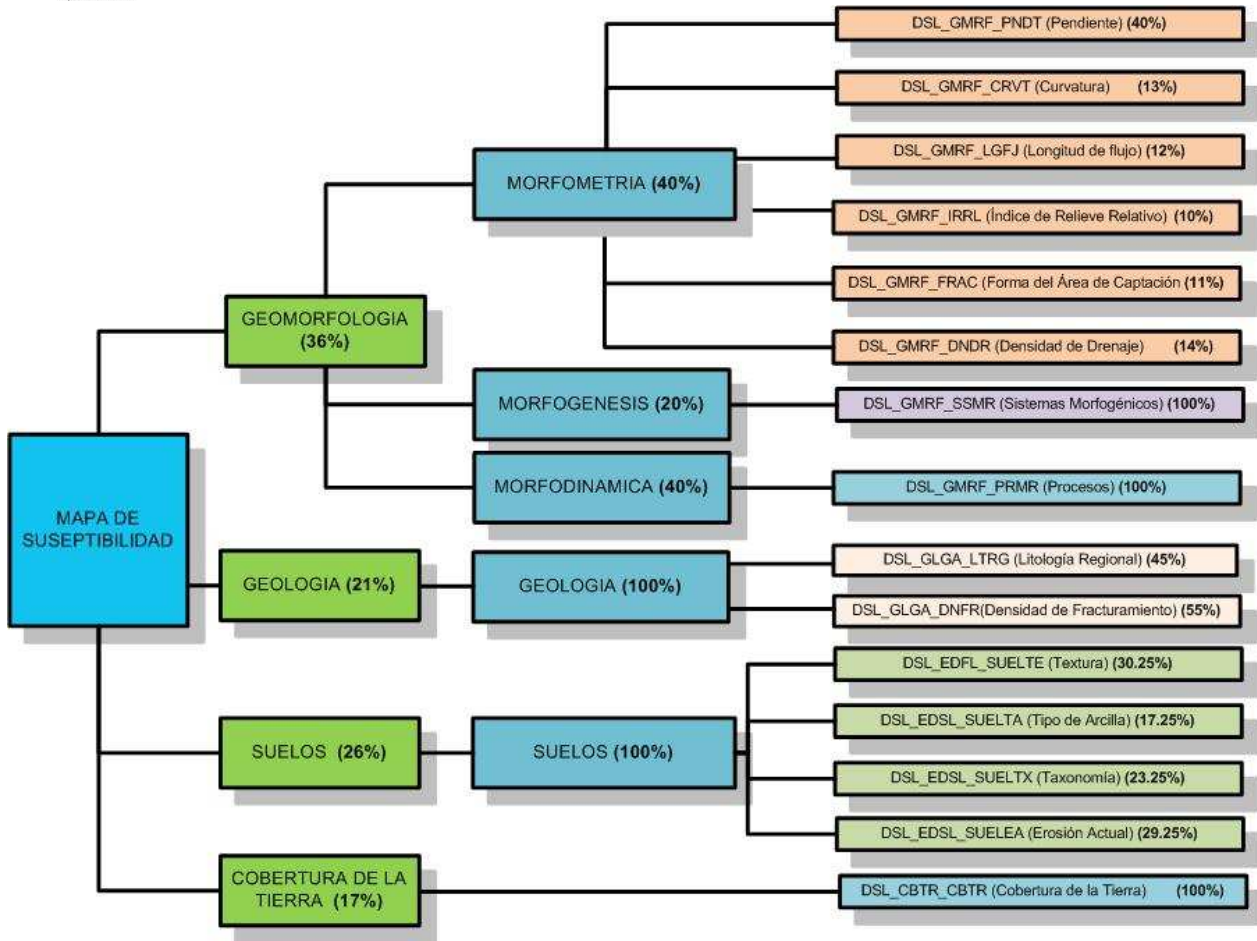 DSL_GMRF_PNDT (Pendiente) (40%)
DSL_GMRF_CRVT (Curvatura) (13%)
DSL_GMRF_LGFJ (Longitud de flujo) (12%)
MORFOMETRIA (40%)
DSL_GMRF_IRRL (Índice de Relieve Relativo) (10%)
DSL_GMRF_FRAC (Forma del Área de Captación (11%)
GEOMORFOLOGIA
(36%)
DSL_GMRF_DNDR (Densidad de Drenaje) (14%)
MORFOGENESIS (20%)
DSL_GMRF_SSMR (Sistemas Morfogénicos) (100%)
MORFODINAMICA (40%)
DSL_GMRF_PRMR (Procesos) (100%)
MAPA DE
SUSEPTIBILIDAD
GEOLOGIA (21%)
GEOLOGIA (100%)
DSL_GLGA_LTRG (Litología Regional) (45%)
DSL_GLGA_DNFR(Densidad de Fracturamiento) (55%)
DSL_EDFL_SUELTE (Textura) (30.25%)
DSL_EDSL_SUELTA (Tipo de Arcilla) (17.25%)
SUELOS (26%)
SUELOS (100%)
DSL_EDSL_SUELTX (Taxonomía) (23.25%)
DSL_EDSL_SUELEA (Erosión Actual) (29.25%)
COBERTURA DE LA
TIERRA (17%)
DSL_CBTR_CBTR (Cobertura de la Tierra) (100%)